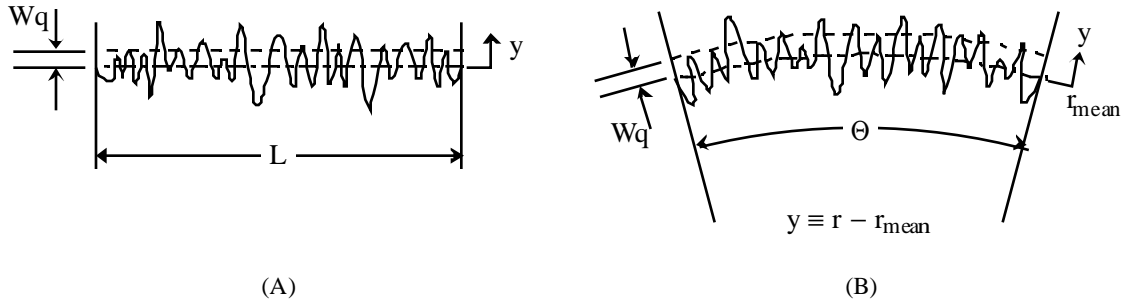 Wq
y
L
(A)
y
r_mean
Wq
Θ
y ≡ r − r_mean
(B)